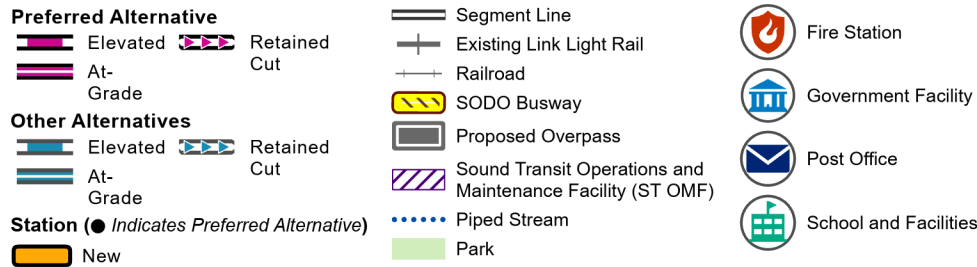 Preferred Alternative
Elevated
Retained
Cut
At-
Grade
Other Alternatives
Elevated
Retained
Cut
At-
Grade
Station (● Indicates Preferred Alternative)
New
Segment Line
Existing Link Light Rail
Railroad
SODO Busway
Proposed Overpass
Sound Transit Operations and
Maintenance Facility (ST OMF)
Piped Stream
Park
Fire Station
Government Facility
Post Office
School and Facilities